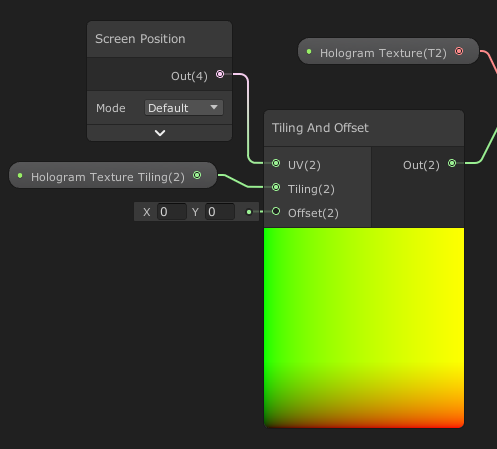 Screen Position
Out(4)
Mode Default
Hologram Texture(T2)
Tiling And Offset
UV(2) Out(2)
Hologram Texture Tiling(2)
Tiling(2)
X 0 Y 0
Offset(2)